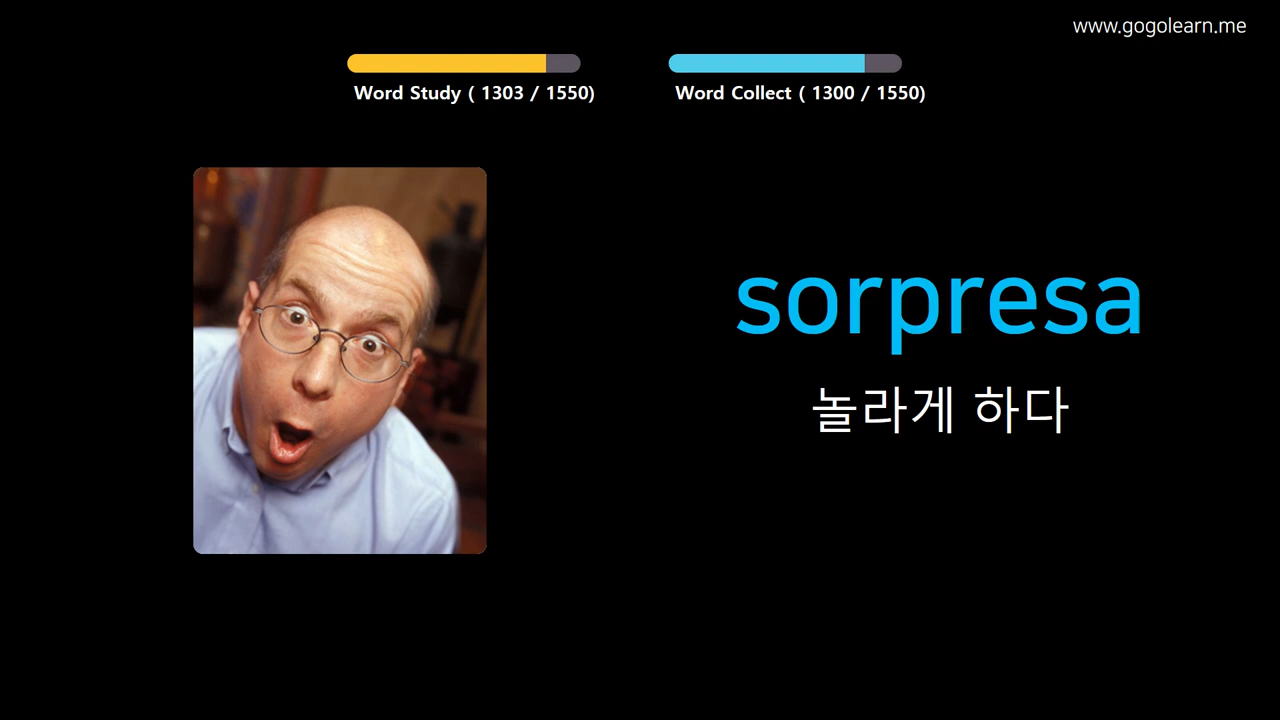 www.gogolearn.me
Word Study ( 1303 / 1550)
Word Collect ( 1300 / 1550)
sorpresa
놀라게 하다